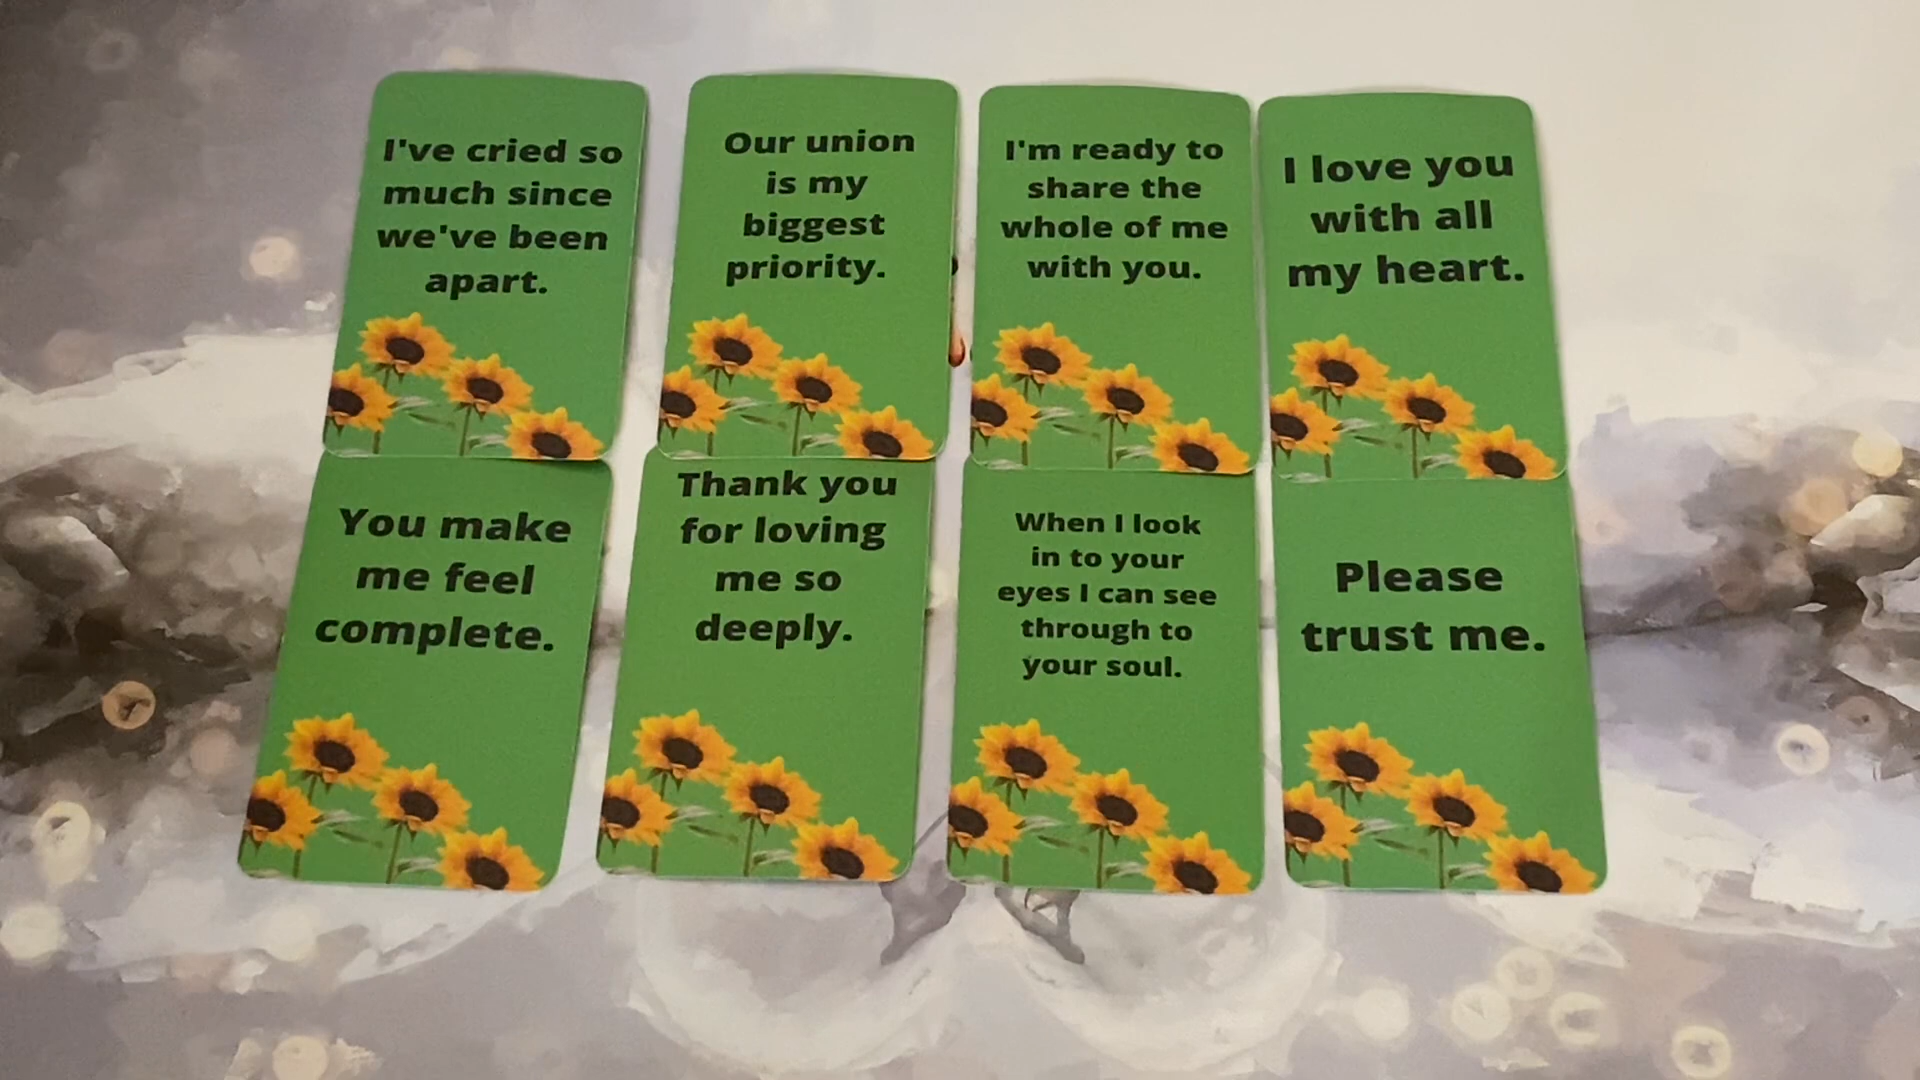 I've cried so
much since
we've been
apart.
Our union
is my
biggest
priority.
I'm ready to
share the
whole of me
with you.
I love you
with all
my heart.
You make
me feel
complete.
Thank you
for loving
me so
deeply.
When I look
in to your
eyes I can see
through to
your soul.
Please
trust me.